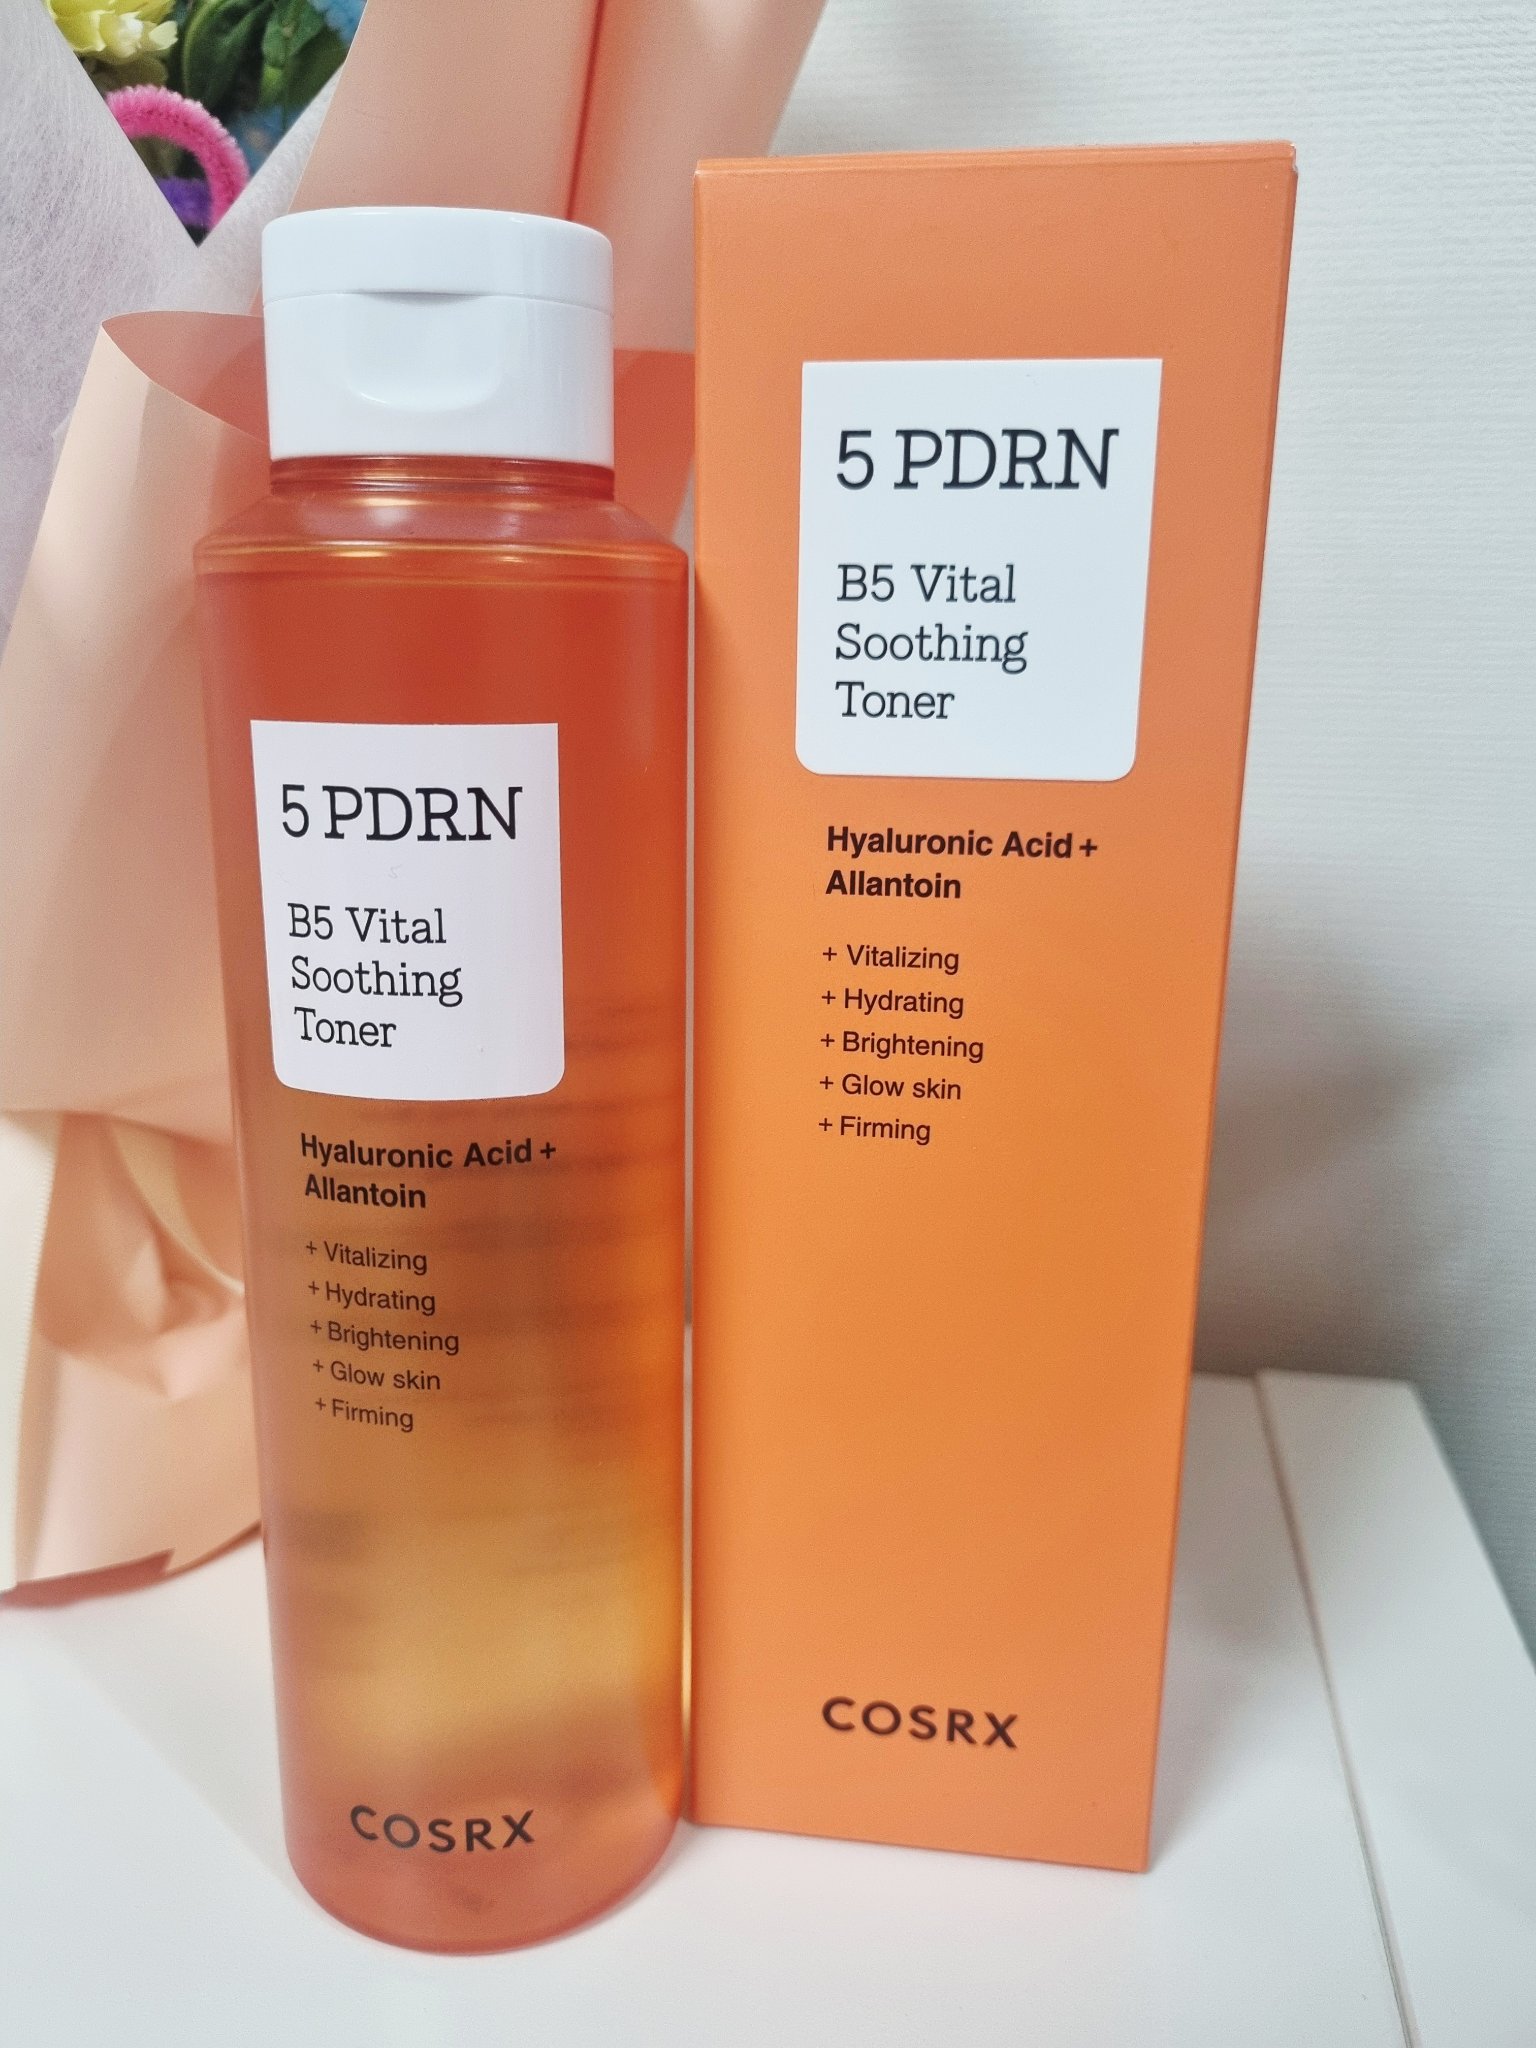 5 PDRN
B5 Vital
Soothing
Toner
Hyaluronic Acid +
Allantoin
+ Vitalizing
+ Hydrating
+ Brightening
+ Glow skin
+ Firming
COSRX
5 PDRN
B5 Vital
Soothing
Toner
Hyaluronic Acid +
Allantoin
+ Vitalizing
+ Hydrating
+ Brightening
+ Glow skin
+ Firming
COSRX